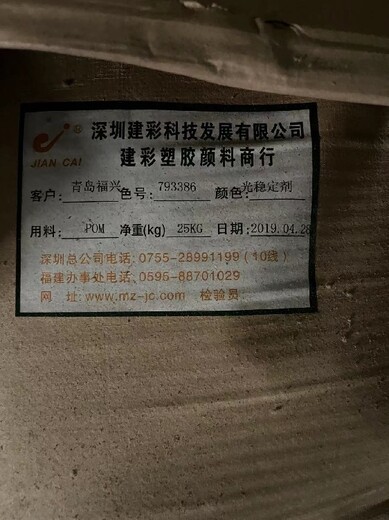 深圳建彩科技发展有限公司
建彩塑胶颜料商行
® JIAN CAI
客户: 青岛福兴 色号: 793386 颜色: 光稳定剂
用料: POM 净重(kg) 25KG 日期: 2019.04.28
深圳总公司电话: 0755-28991199 (10线)
福建办事处电话: 0595-88701029
网 址: www.mz-jc.com 检验员